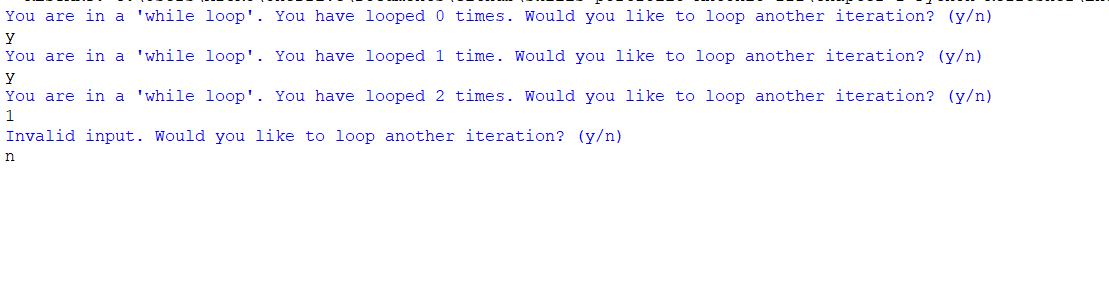 You are in a 'while loop'. You have looped 0 times. Would you like to loop another iteration? (y/n)
y
You are in a 'while loop'. You have looped 1 time. Would you like to loop another iteration? (y/n)
y
You are in a 'while loop'. You have looped 2 times. Would you like to loop another iteration? (y/n)
1
Invalid input. Would you like to loop another iteration? (y/n)
n